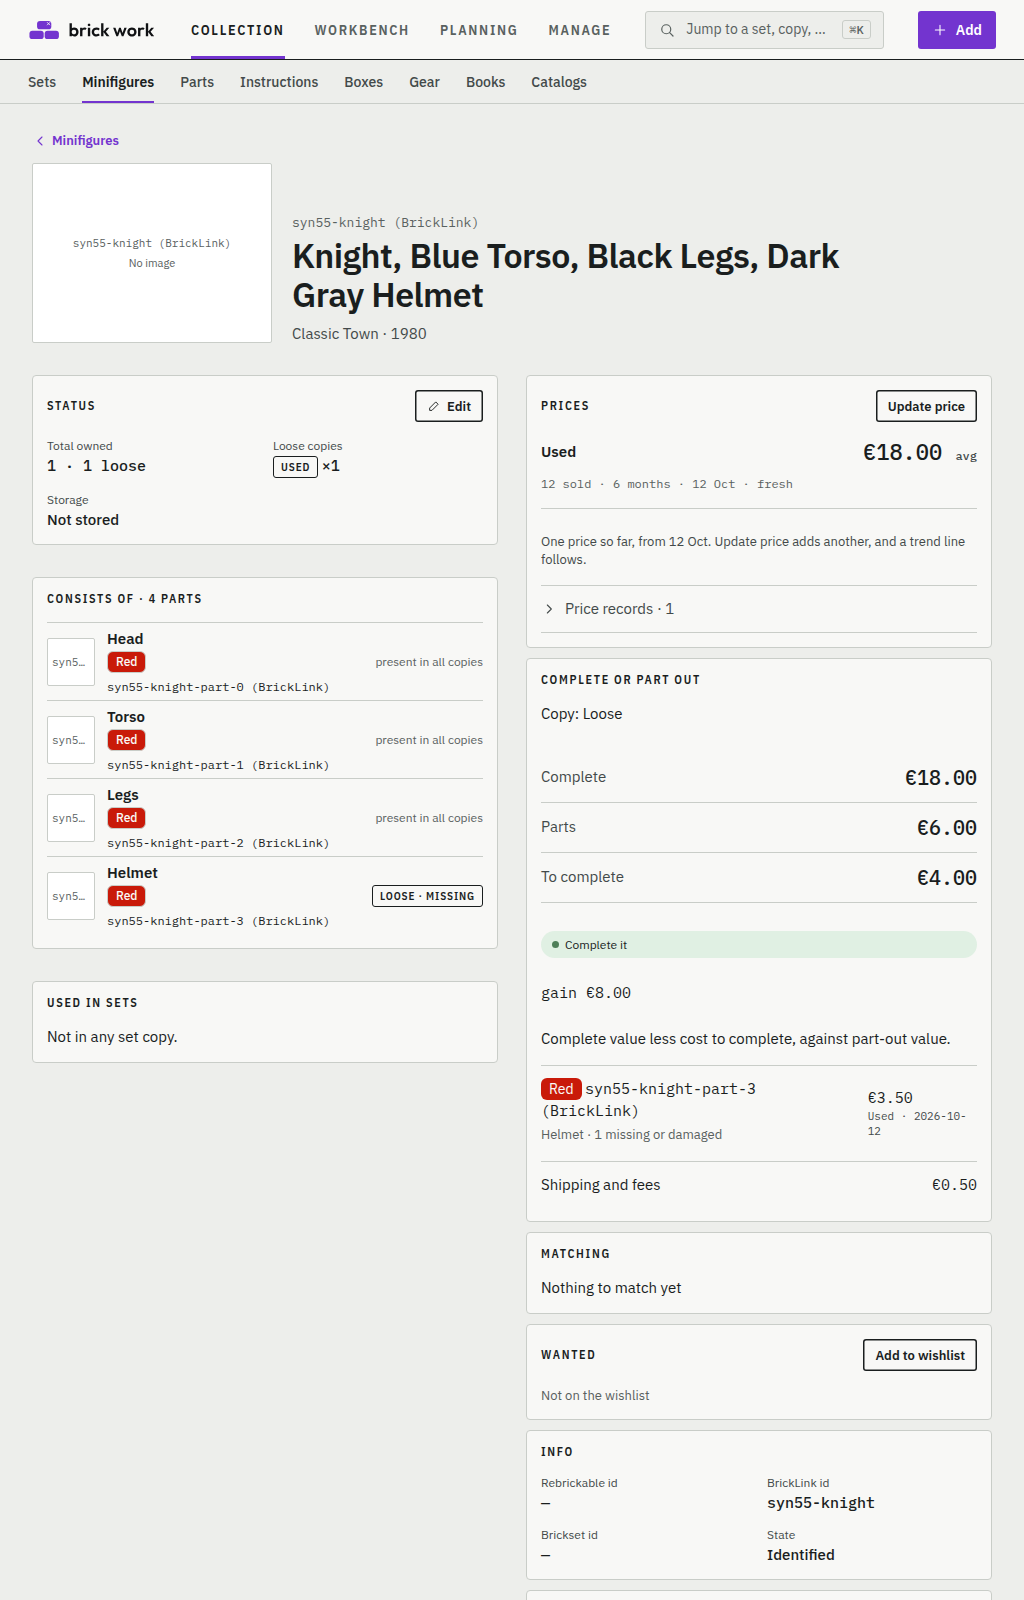 brick work
COLLECTION
WORKBENCH
PLANNING
MANAGE
Jump to a set, copy, ...
⌘K
Add
Sets
Minifigures
Parts
Instructions
Boxes
Gear
Books
Catalogs
Minifigures
syn55-knight (BrickLink)
No image
syn55-knight (BrickLink)
Knight, Blue Torso, Black Legs, Dark
Gray Helmet
Classic Town · 1980
STATUS
Edit
Total owned
1 · 1 loose
Loose copies
USED ×1
Storage
Not stored
CONSISTS OF · 4 PARTS
syn5…
Head
Red
syn55-knight-part-0 (BrickLink)
present in all copies
syn5…
Torso
Red
syn55-knight-part-1 (BrickLink)
present in all copies
syn5…
Legs
Red
syn55-knight-part-2 (BrickLink)
present in all copies
syn5…
Helmet
Red
syn55-knight-part-3 (BrickLink)
LOOSE · MISSING
USED IN SETS
Not in any set copy.
PRICES
Update price
Used
€18.00 avg
12 sold · 6 months · 12 Oct · fresh
One price so far, from 12 Oct. Update price adds another, and a trend line
follows.
Price records · 1
COMPLETE OR PART OUT
Copy: Loose
Complete
€18.00
Parts
€6.00
To complete
€4.00
Complete it
gain €8.00
Complete value less cost to complete, against part-out value.
Red syn55-knight-part-3
(BrickLink)
Helmet · 1 missing or damaged
€3.50
Used · 2026-10-
12
Shipping and fees
€0.50
MATCHING
Nothing to match yet
WANTED
Add to wishlist
Not on the wishlist
INFO
Rebrickable id
—
BrickLink id
syn55-knight
Brickset id
—
State
Identified